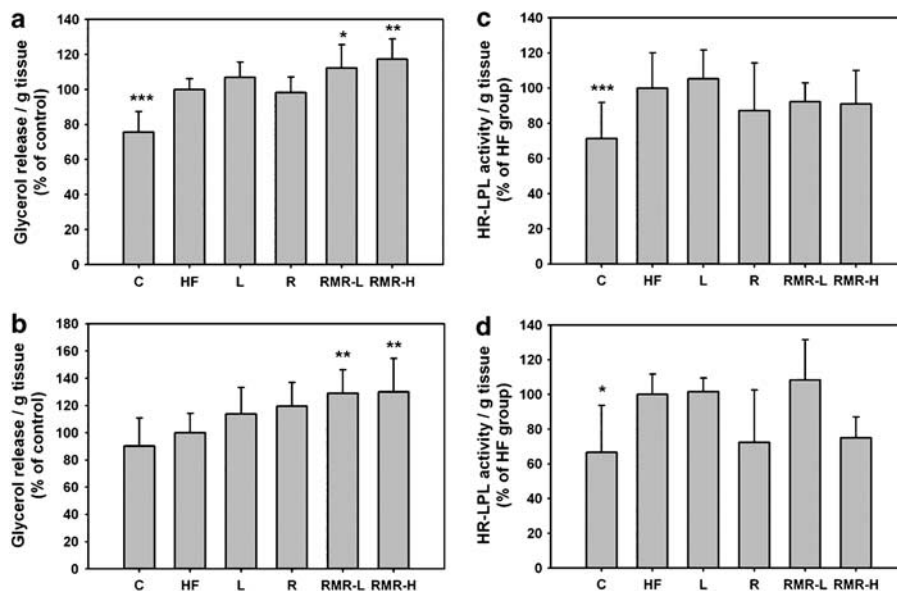 a
Glycerol release / g tissue
(% of control)
140
120
100
80
60
40
20
0
***
*
**
C HF L R RMR-L RMR-H
b
Glycerol release / g tissue
(% of control)
180
160
140
120
100
80
60
40
20
0
**
**
C HF L R RMR-L RMR-H
c
HR-LPL activity / g tissue
(% of HF group)
140
120
100
80
60
40
20
0
***
C HF L R RMR-L RMR-H
d
HR-LPL activity / g tissue
(% of HF group)
140
120
100
80
60
40
20
0
*
C HF L R RMR-L RMR-H